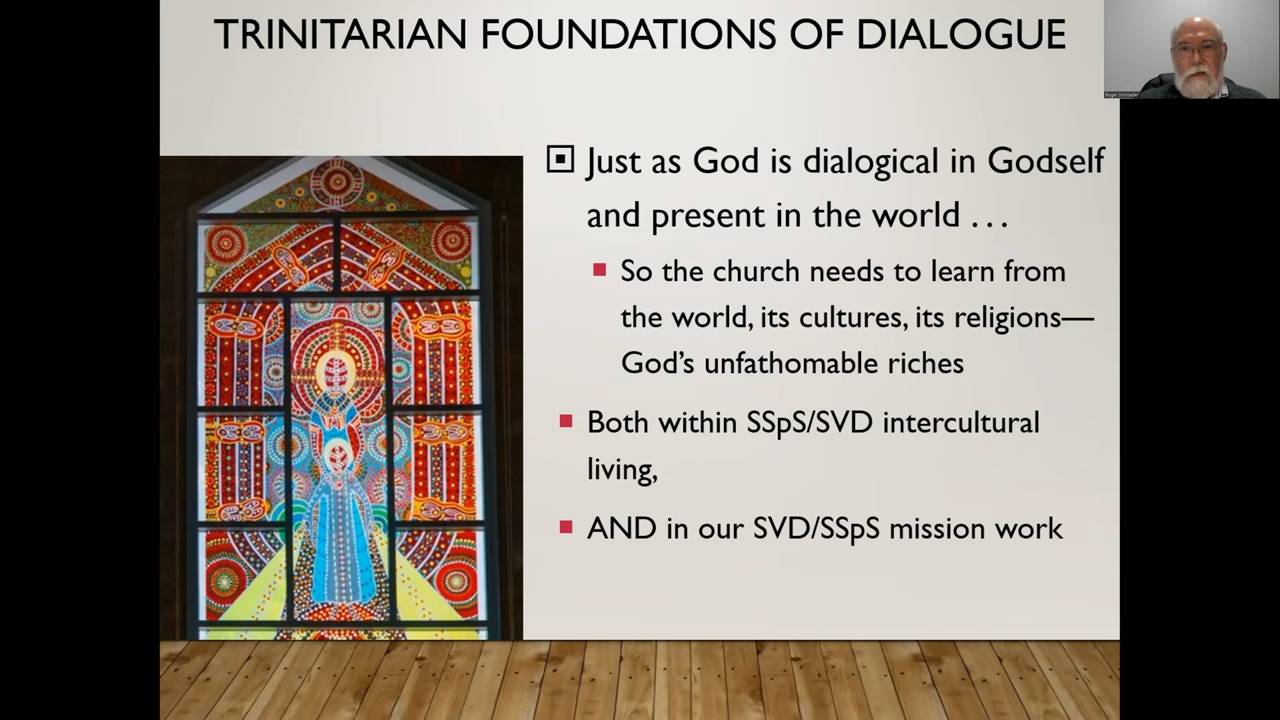 TRINITARIAN FOUNDATIONS OF DIALOGUE
Roger Schroeder
Just as God is dialogical in Godself
and present in the world . . .
So the church needs to learn from
the world, its cultures, its religions—
God’s unfathomable riches
Both within SSpS/SVD intercultural
living,
AND in our SVD/SSpS mission work